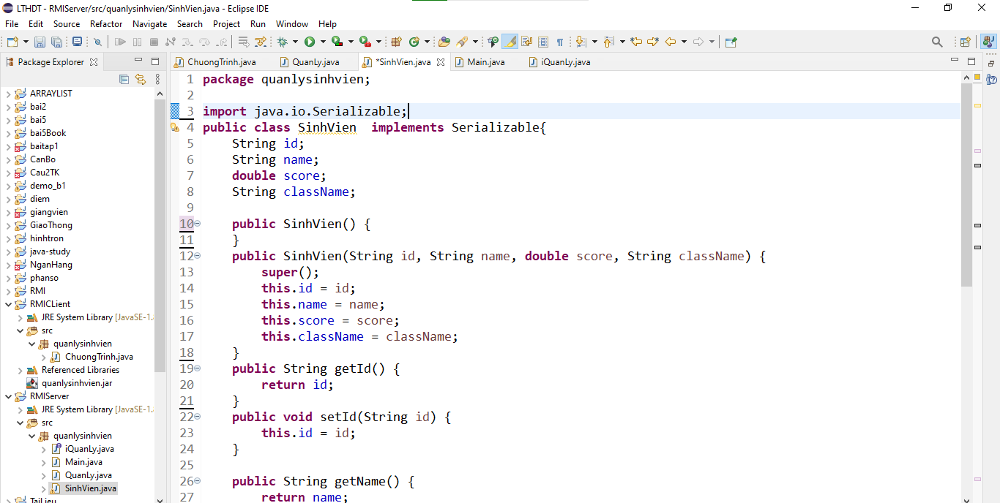 LTHDT - RMIServer/src/quanlysinhvien/SinhVien.java - Eclipse IDE
File Edit Source Refactor Navigate Search Project Run Window Help
Package Explorer
ChuongTrinh.java QuanLy.java *SinhVien.java Main.java iQuanLy.java
ARRAYLIST
bai2
bai5
bai5Book
baitap1
CanBo
Cau2TK
demo_b1
diem
giangvien
GiaoThong
hinhtron
java-study
NganHang
phanso
RMI
RMICLient
JRE System Library [JavaSE-1.
src
quanlysinhvien
ChuongTrinh.java
Referenced Libraries
quanlysinhvien.jar
RMIServer
JRE System Library [JavaSE-1.
src
quanlysinhvien
iQuanLy.java
Main.java
QuanLy.java
SinhVien.java
TaiLieu
1 package quanlysinhvien;
2
3 import java.io.Serializable;
4 public class SinhVien  implements Serializable{
5     String id;
6     String name;
7     double score;
8     String className;
9
10     public SinhVien() {
11     }
12     public SinhVien(String id, String name, double score, String className) {
13         super();
14         this.id = id;
15         this.name = name;
16         this.score = score;
17         this.className = className;
18     }
19     public String getId() {
20         return id;
21     }
22     public void setId(String id) {
23         this.id = id;
24     }
25
26     public String getName() {
27         return name;